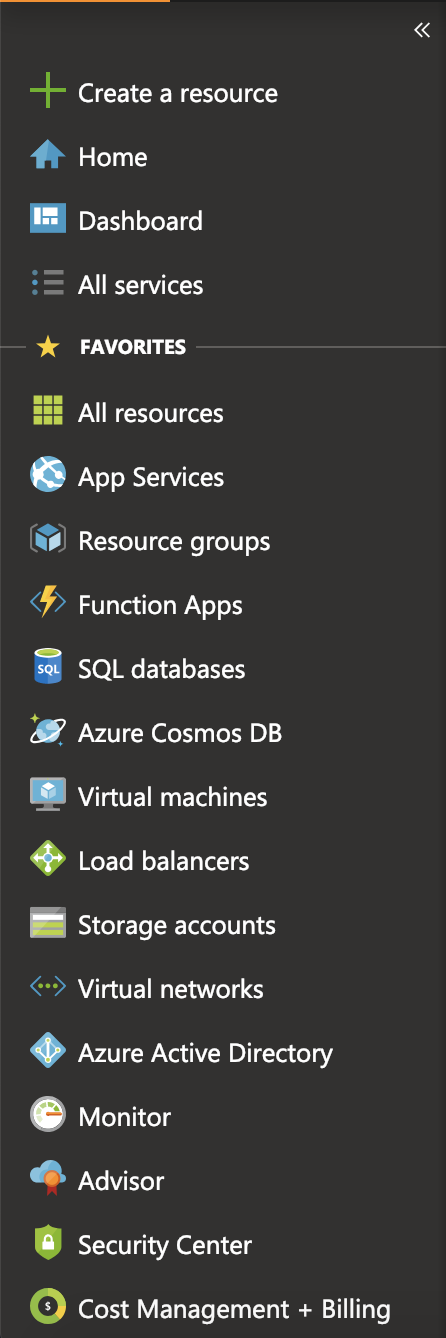 Create a resource
Home
Dashboard
All services
FAVORITES
All resources
App Services
Resource groups
Function Apps
SQL
SQL databases
Azure Cosmos DB
Virtual machines
Load balancers
Storage accounts
Virtual networks
Azure Active Directory
Monitor
Advisor
Security Center
$
Cost Management + Billing